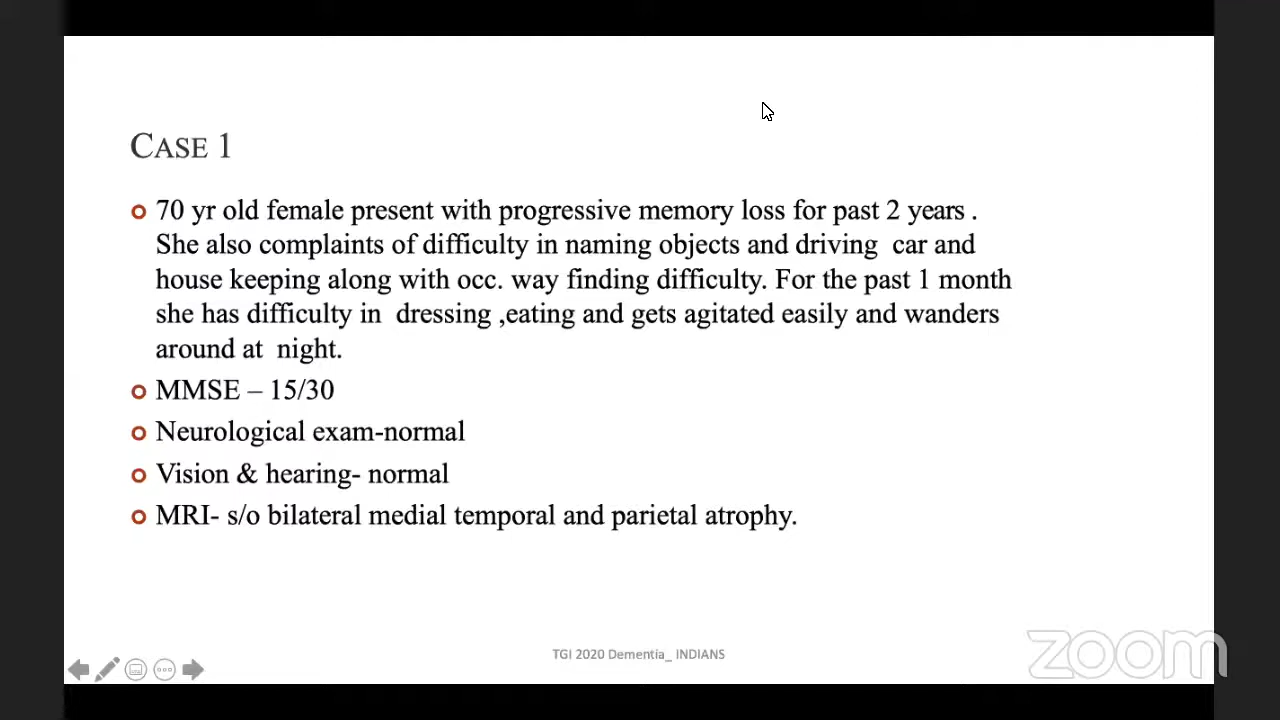 CASE 1
70 yr old female present with progressive memory loss for past 2 years .
She also complaints of difficulty in naming objects and driving car and
house keeping along with occ. way finding difficulty. For the past 1 month
she has difficulty in dressing ,eating and gets agitated easily and wanders
around at night.
MMSE – 15/30
Neurological exam-normal
Vision & hearing- normal
MRI- s/o bilateral medial temporal and parietal atrophy.
TGI 2020 Dementia_ INDIANS
zoom